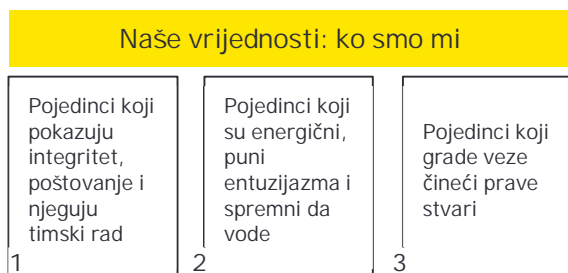 Naše vrijednosti: ko smo mi
Pojedinci koji
pokazuju
integritet,
poštovanje i
njeguju
timski rad
1
Pojedinci koji
su energični,
puni
entuzijazma i
spremni da
vode
2
Pojedinci koji
grade veze
čineći prave
stvari
3